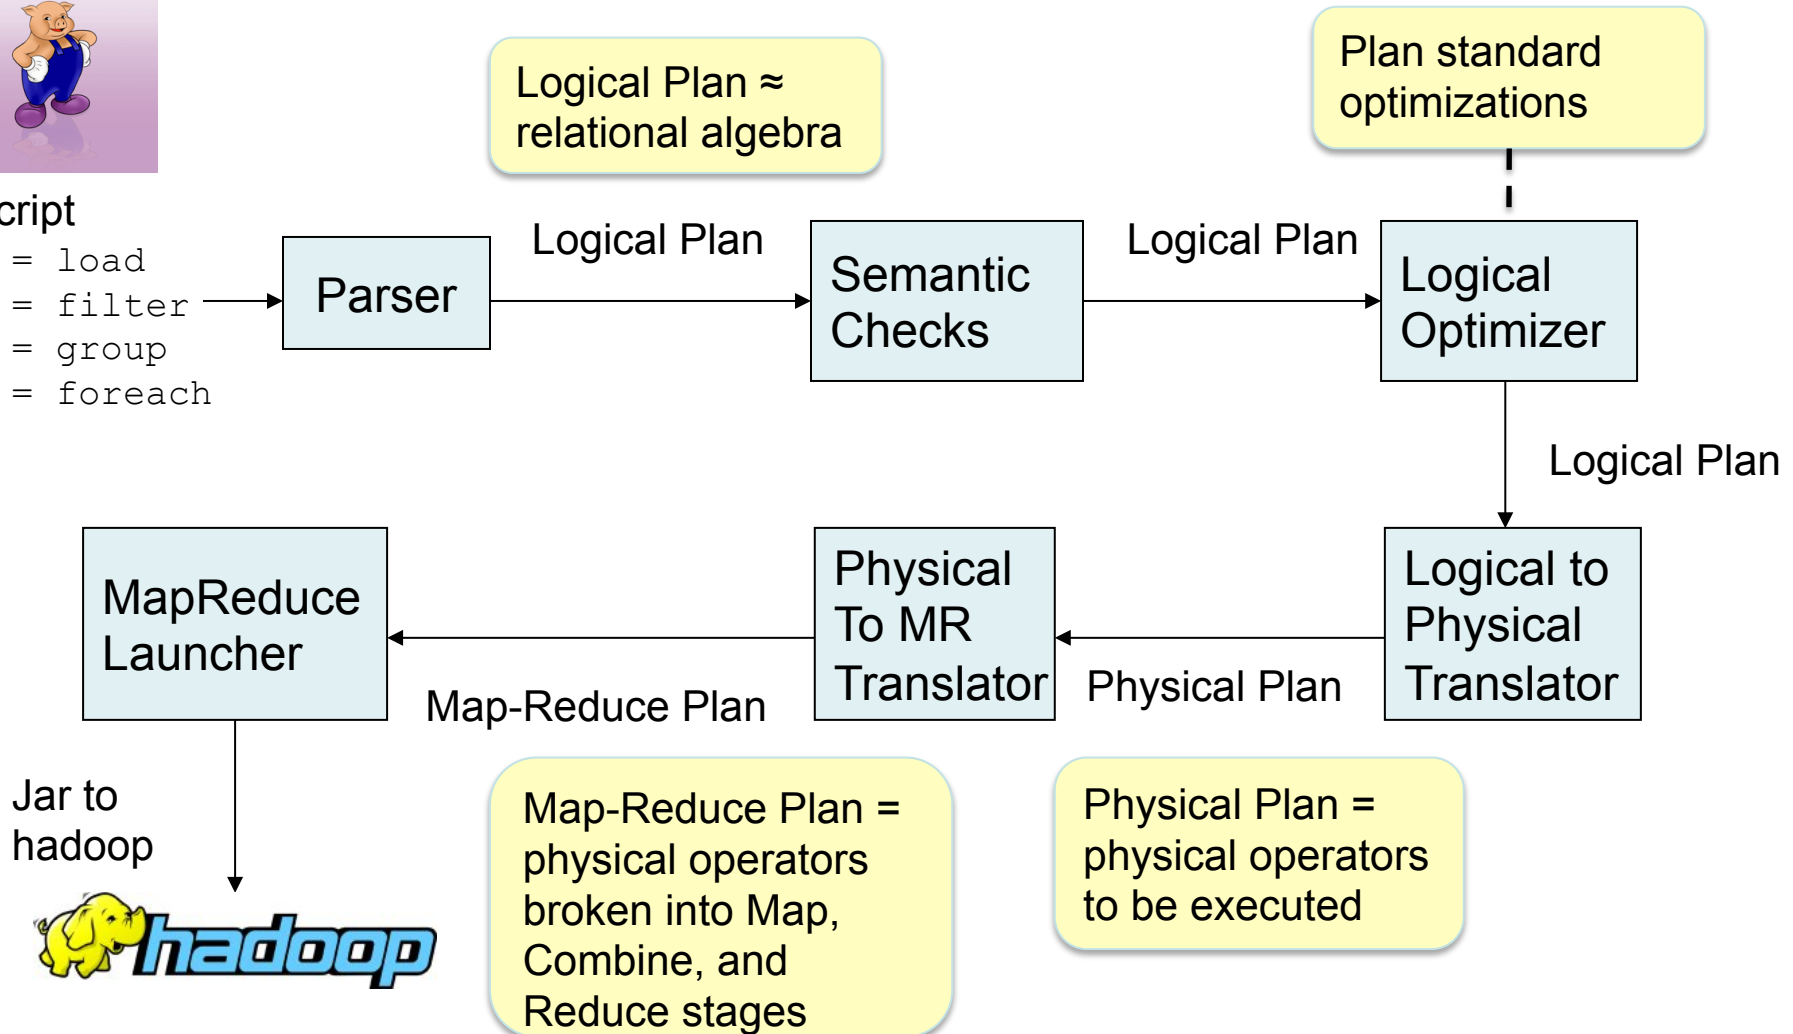 Logical Plan ≈
relational algebra
Plan standard
optimizations
cript
= load
= filter
= group
= foreach
Parser
Logical Plan
Semantic
Checks
Logical Plan
Logical
Optimizer
Logical Plan
Logical to
Physical
Translator
Physical Plan
Physical
To MR
Translator
Map-Reduce Plan
MapReduce
Launcher
Jar to
hadoop
hadoop
Map-Reduce Plan =
physical operators
broken into Map,
Combine, and
Reduce stages
Physical Plan =
physical operators
to be executed